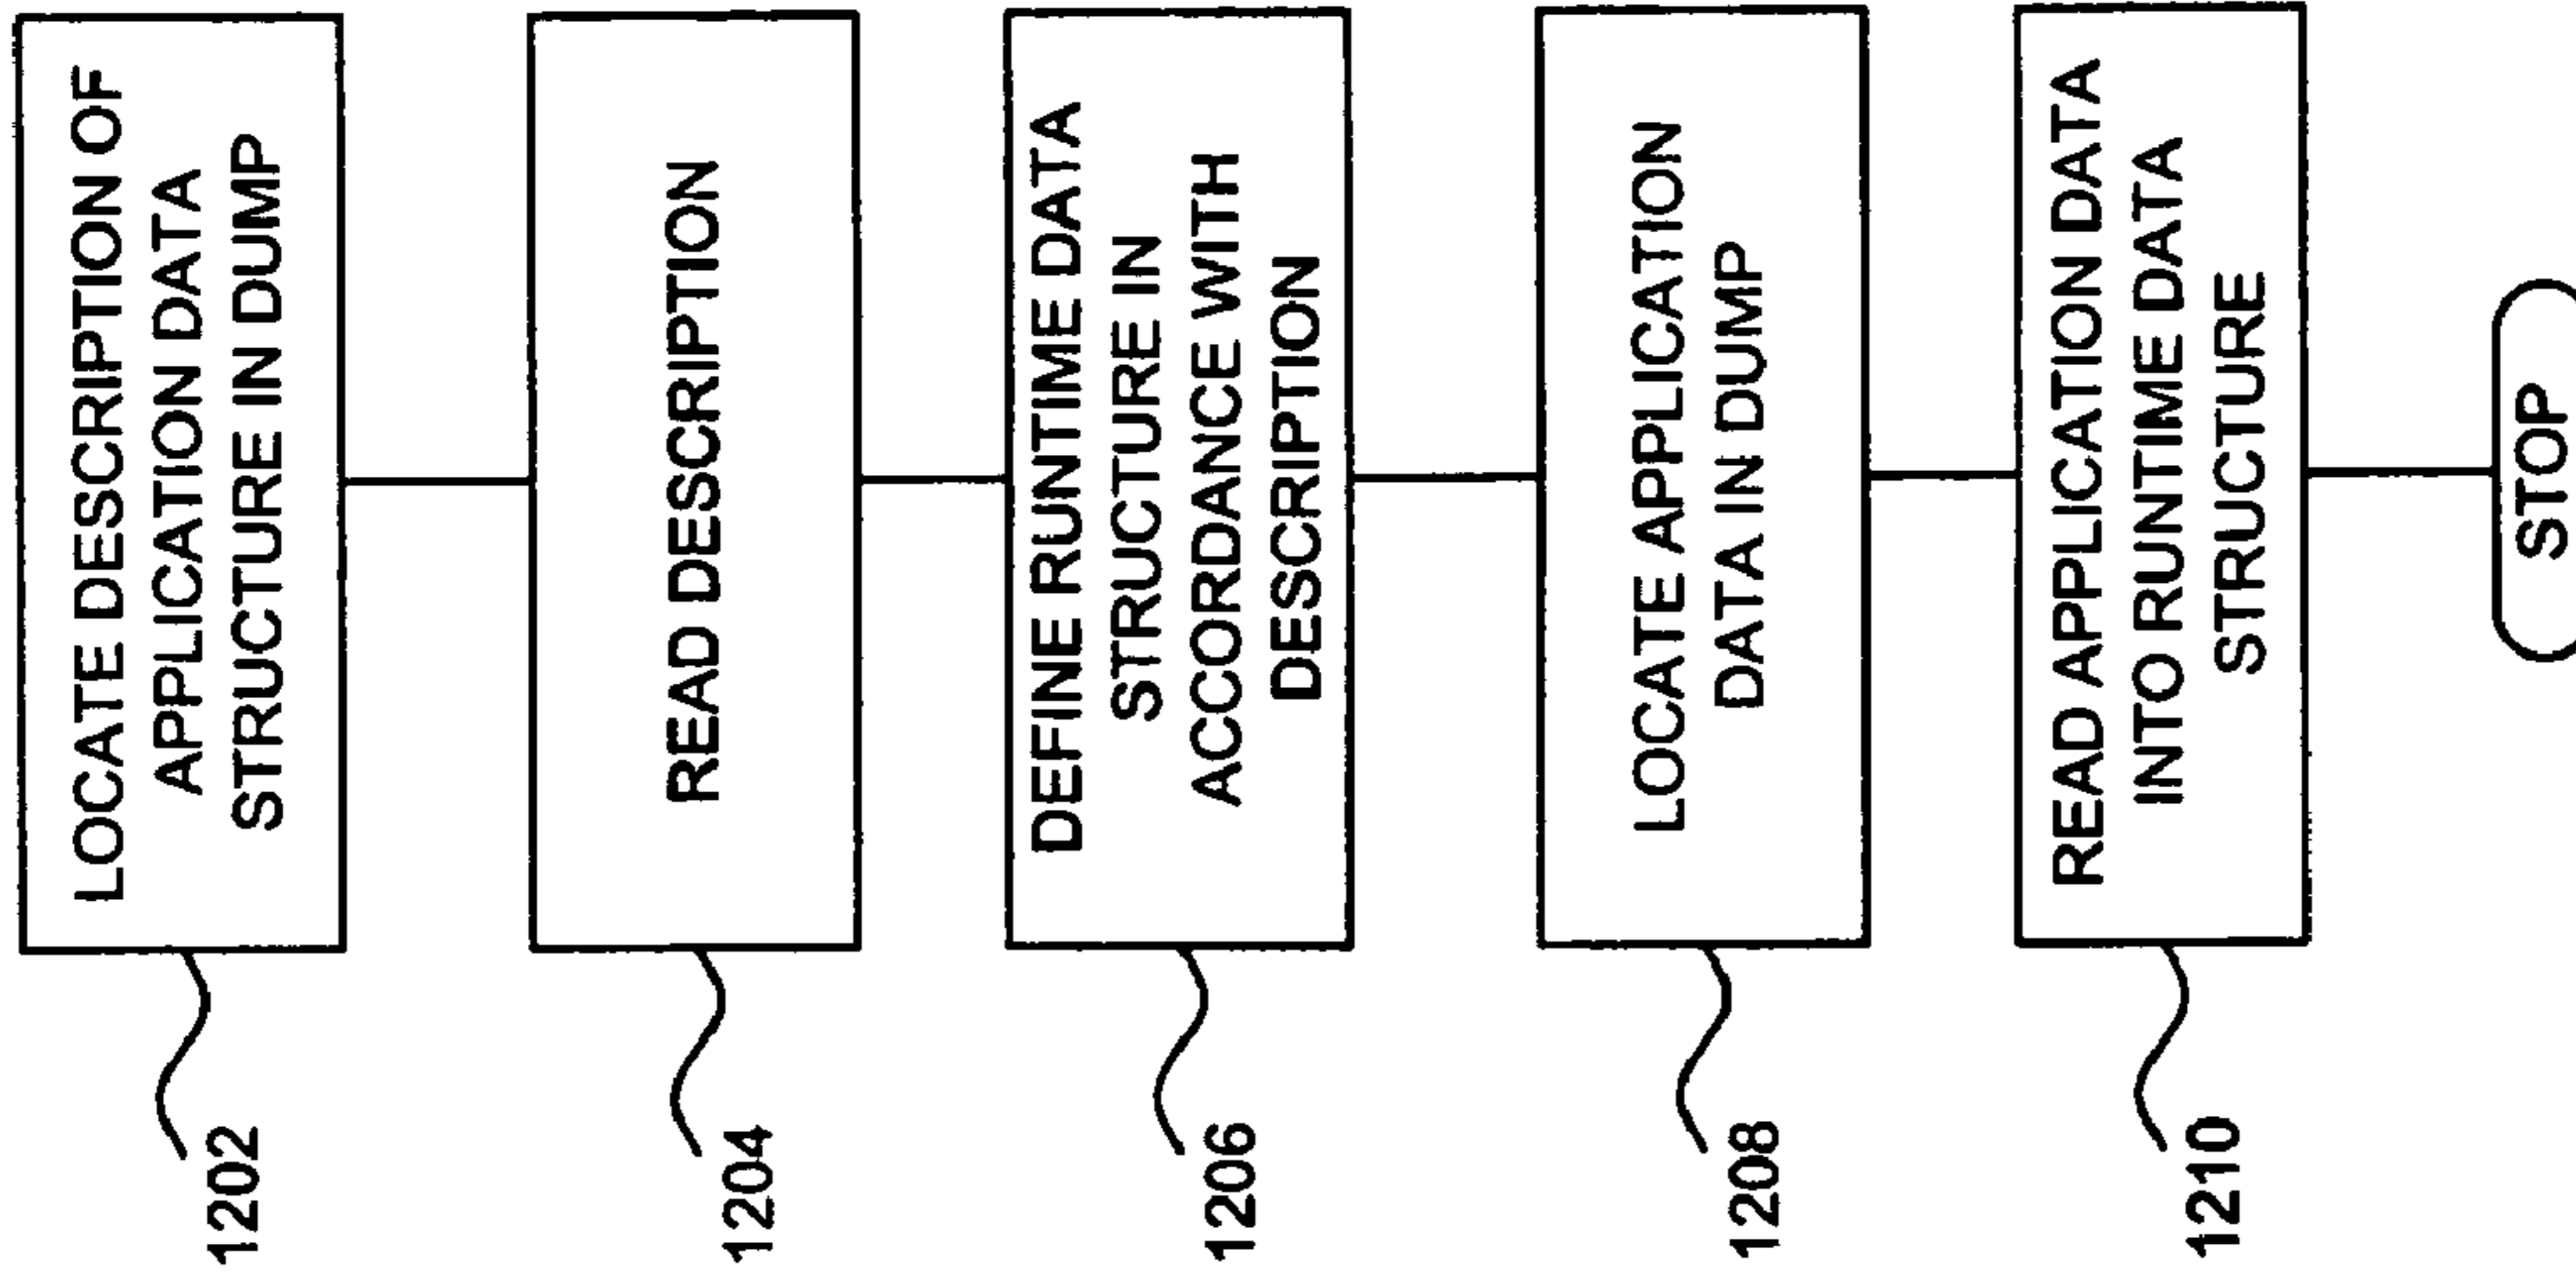 LOCATE DESCRIPTION OF
APPLICATION DATA
STRUCTURE IN DUMP
1202
READ DESCRIPTION
1204
DEFINE RUNTIME DATA
STRUCTURE IN
ACCORDANCE WITH
DESCRIPTION
1206
LOCATE APPLICATION
DATA IN DUMP
1208
READ APPLICATION DATA
INTO RUNTIME DATA
STRUCTURE
1210
STOP